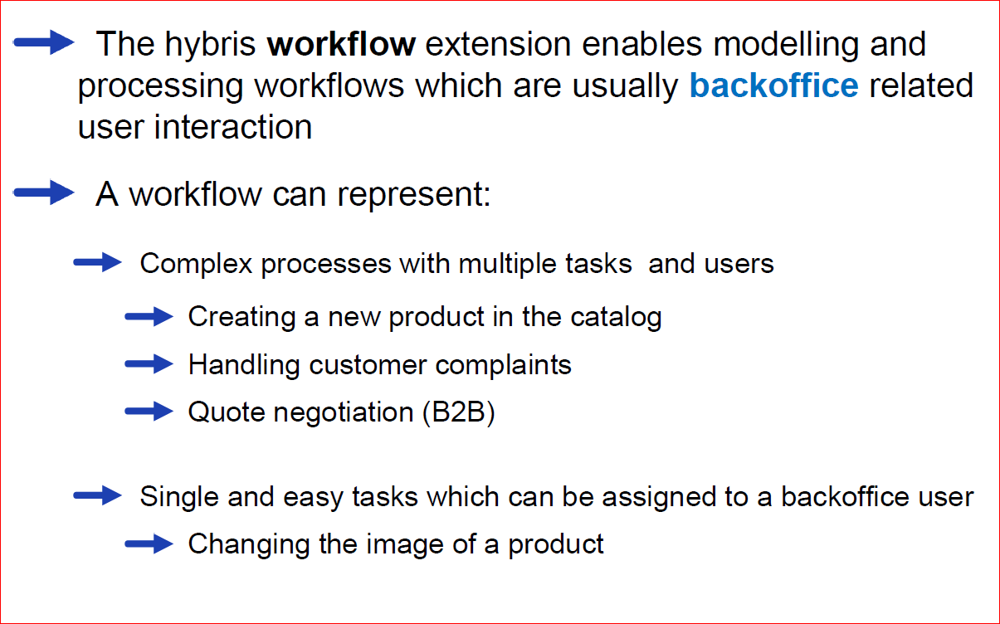 The hybris workflow extension enables modelling and
processing workflows which are usually backoffice related
user interaction
A workflow can represent:
Complex processes with multiple tasks and users
Creating a new product in the catalog
Handling customer complaints
Quote negotiation (B2B)
Single and easy tasks which can be assigned to a backoffice user
Changing the image of a product